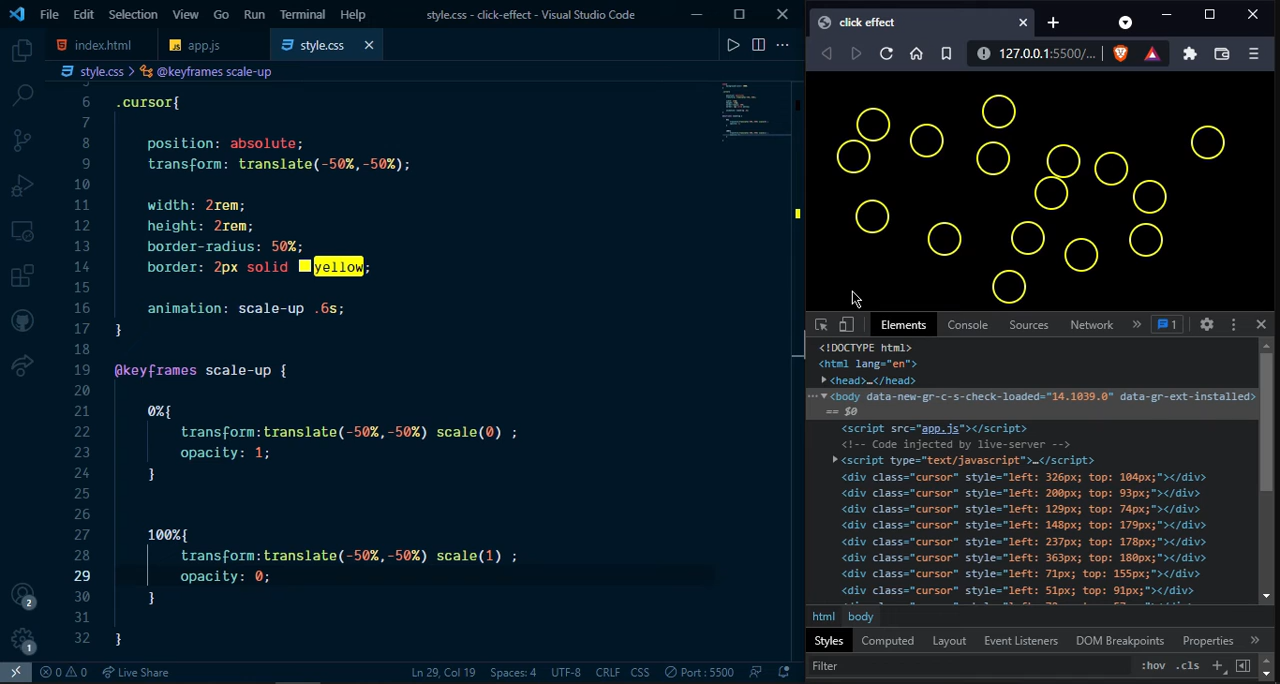 File Edit Selection View Go Run Terminal Help style.css - click-effect - Visual Studio Code
index.html app.js style.css
style.css > @keyframes scale-up
6 .cursor{
7
8 position: absolute;
9 transform: translate(-50%,-50%);
10
11 width: 2rem;
12 height: 2rem;
13 border-radius: 50%;
14 border: 2px solid yellow;
15
16 animation: scale-up .6s;
17 }
18
19 @keyframes scale-up {
20
21 0%{
22 transform:translate(-50%,-50%) scale(0) ;
23 opacity: 1;
24 }
25
26
27 100%{
28 transform:translate(-50%,-50%) scale(1) ;
29 opacity: 0;
30 }
31
32 }
2
1
0 0 Live Share Ln 29, Col 19 Spaces: 4 UTF-8 CRLF CSS Port : 5500
click effect
127.0.0.1:5500/...
Elements Console Sources Network » 1
<!DOCTYPE html>
<html lang="en">
<head>…</head>
<body data-new-gr-c-s-check-loaded="14.1039.0" data-gr-ext-installed>
== $0
<script src="app.js"></script>
<!-- Code injected by live-server -->
<script type="text/javascript">…</script>
<div class="cursor" style="left: 326px; top: 104px;"></div>
<div class="cursor" style="left: 200px; top: 93px;"></div>
<div class="cursor" style="left: 129px; top: 74px;"></div>
<div class="cursor" style="left: 148px; top: 179px;"></div>
<div class="cursor" style="left: 237px; top: 178px;"></div>
<div class="cursor" style="left: 363px; top: 180px;"></div>
<div class="cursor" style="left: 71px; top: 155px;"></div>
<div class="cursor" style="left: 51px; top: 91px;"></div>
html body
Styles Computed Layout Event Listeners DOM Breakpoints Properties »
Filter :hov .cls +